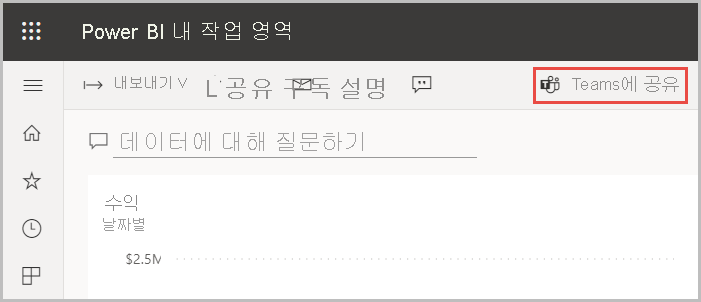 Power BI 내 작업 영역
내보내기 공유 구독 설명 Teams에 공유
데이터에 대해 질문하기
수익
날짜별
$2.5M